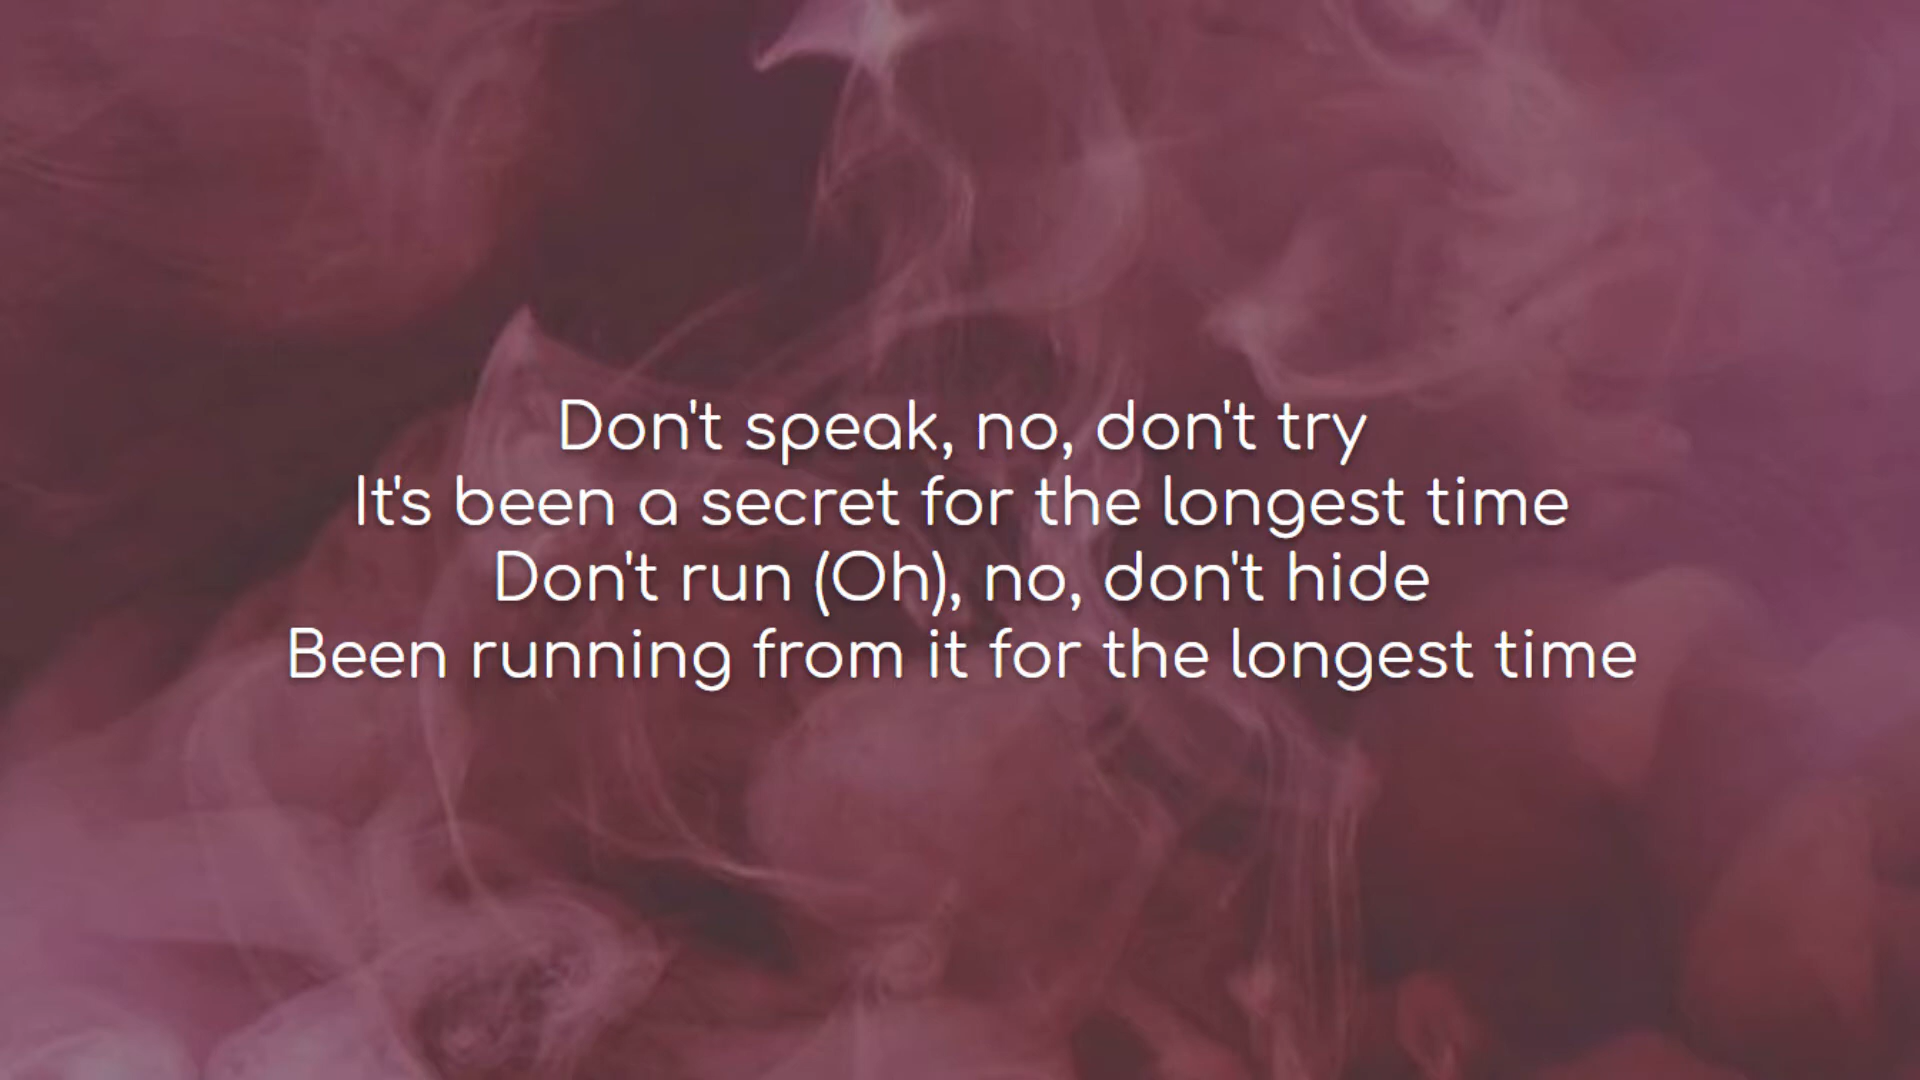 Don't speak, no, don't try
It's been a secret for the longest time
Don't run (Oh), no, don't hide
Been running from it for the longest time